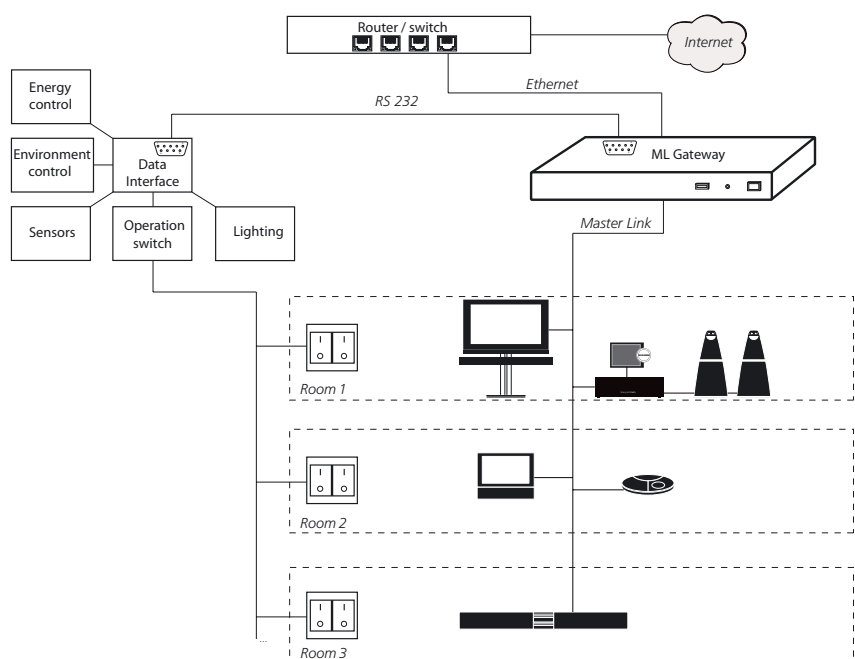 Router / switch
Internet
Ethernet
RS 232
Energy
control
Environment
control
Data
Interface
ML Gateway
Sensors
Operation
switch
Lighting
Master Link
Room 1
Room 2
...
Room 3